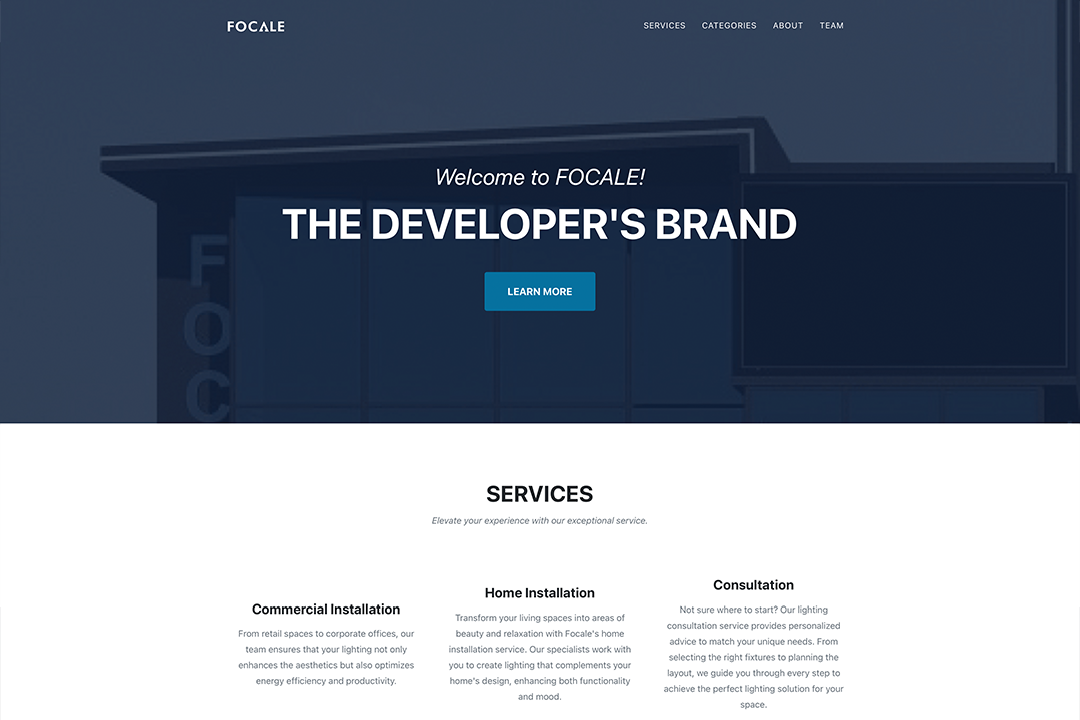 FOCALE
SERVICES CATEGORIES ABOUT TEAM
Welcome to FOCALE!
THE DEVELOPER'S BRAND
LEARN MORE
F
O
C
SERVICES
Elevate your experience with our exceptional service.
Commercial Installation
From retail spaces to corporate offices, our
team ensures that your lighting not only
enhances the aesthetics but also optimizes
energy efficiency and productivity.
Home Installation
Transform your living spaces into areas of
beauty and relaxation with Focale's home
installation service. Our specialists work with
you to create lighting that complements your
home's design, enhancing both functionality
and mood.
Consultation
Not sure where to start? Our lighting
consultation service provides personalized
advice to match your unique needs. From
selecting the right fixtures to planning the
layout, we guide you through every step to
achieve the perfect lighting solution for your
space.